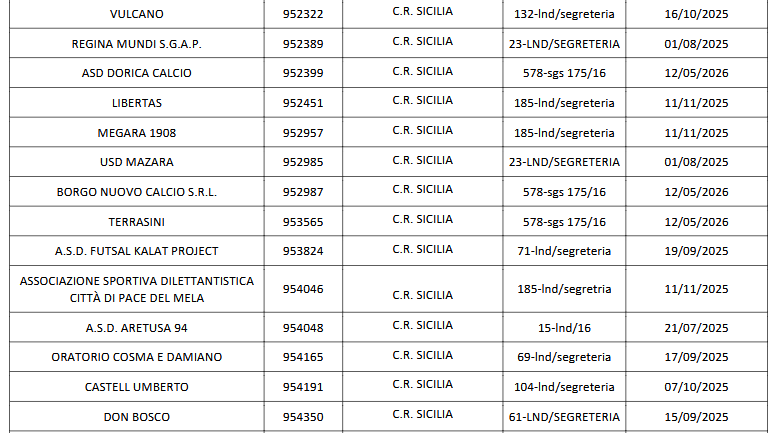 VULCANO 952322 C.R. SICILIA 132-lnd/segreteria 16/10/2025
REGINA MUNDI S.G.A.P. 952389 C.R. SICILIA 23-LND/SEGRETERIA 01/08/2025
ASD DORICA CALCIO 952399 C.R. SICILIA 578-sgs 175/16 12/05/2026
LIBERTAS 952451 C.R. SICILIA 185-lnd/segreteria 11/11/2025
MEGARA 1908 952957 C.R. SICILIA 185-lnd/segreteria 11/11/2025
USD MAZARA 952985 C.R. SICILIA 23-LND/SEGRETERIA 01/08/2025
BORGO NUOVO CALCIO S.R.L. 952987 C.R. SICILIA 578-sgs 175/16 12/05/2026
TERRASINI 953565 C.R. SICILIA 578-sgs 175/16 12/05/2026
A.S.D. FUTSAL KALAT PROJECT 953824 C.R. SICILIA 71-lnd/segreteria 19/09/2025
ASSOCIAZIONE SPORTIVA DILETTANTISTICA
CITTÀ DI PACE DEL MELA 954046 C.R. SICILIA 185-lnd/segretria 11/11/2025
A.S.D. ARETUSA 94 954048 C.R. SICILIA 15-lnd/16 21/07/2025
ORATORIO COSMA E DAMIANO 954165 C.R. SICILIA 69-lnd/segreteria 17/09/2025
CASTELL UMBERTO 954191 C.R. SICILIA 104-lnd/segreteria 07/10/2025
DON BOSCO 954350 C.R. SICILIA 61-LND/SEGRETERIA 15/09/2025